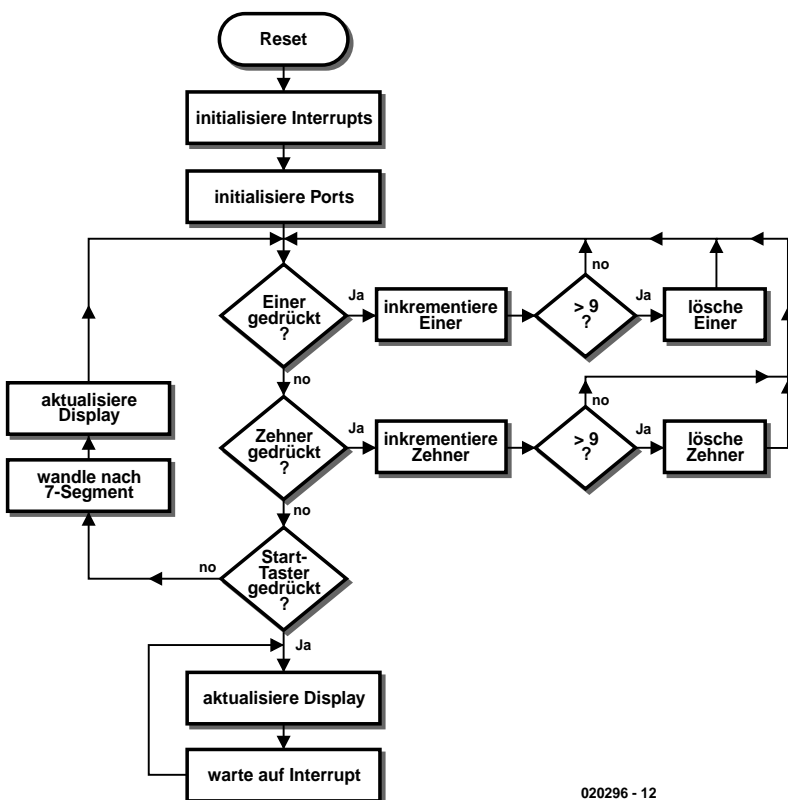 Reset
initialisiere Interrupts
initialisiere Ports
no
Einer
gedrückt
?
Ja
inkrementiere
Einer
> 9
?
Ja
lösche
Einer
no
no
aktualisiere
Display
Zehner
gedrückt
?
Ja
inkrementiere
Zehner
> 9
?
Ja
lösche
Zehner
wandle nach
7-Segment
no
Start-
Taster
gedrückt
?
no
Ja
aktualisiere Display
warte auf Interrupt
020296 - 12